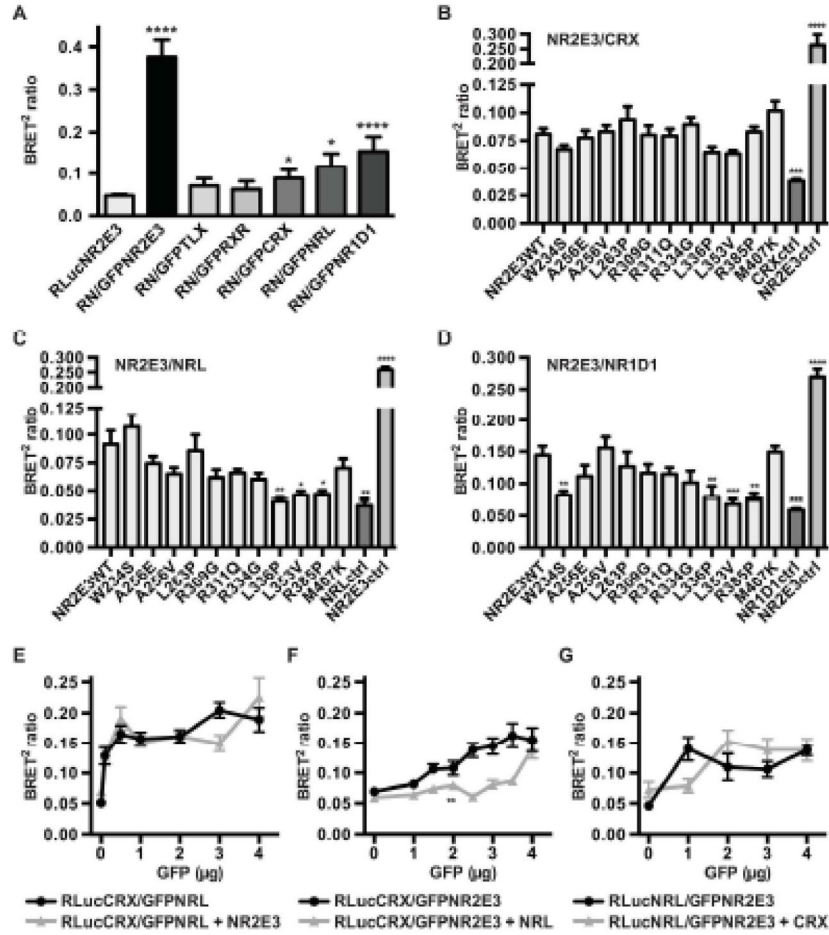 A
BRET² ratio
0.4
0.3
0.2
0.1
0.0
****
*
*
****
RLucNR2E3
RN/GFPNR2E3
RN/GFPTLX
RN/GFPRXR
RN/GFPCRX
RN/GFPNRL
RN/GFPNR1D1
B
NR2E3/CRX
BRET² ratio
0.300
0.250
0.200
0.125
0.100
0.075
0.050
0.025
0.000
***
****
NR2E3WT
W234S
A256E
A256V
L263P
R309G
R311Q
R334G
L336P
L353V
R385P
M407K
CRXctrl
NR2E3ctrl
C
NR2E3/NRL
BRET² ratio
0.300
0.250
0.200
0.125
0.100
0.075
0.050
0.025
0.000
**
*
*
**
****
NR2E3WT
W234S
A256E
A256V
L263P
R309G
R311Q
R334G
L336P
L353V
R385P
M407K
NRLctrl
NR2E3ctrl
D
NR2E3/NR1D1
BRET² ratio
0.300
0.250
0.200
0.150
0.100
0.050
0.000
**
**
***
**
***
****
NR2E3WT
W234S
A256E
A256V
L263P
R309G
R311Q
R334G
L336P
L353V
R385P
M407K
NR1D1ctrl
NR2E3ctrl
E
BRET² ratio
0.25
0.20
0.15
0.10
0.05
0.00
0 1 2 3 4
GFP (µg)
RLucCRX/GFPNRL
RLucCRX/GFPNRL + NR2E3
F
BRET² ratio
0.25
0.20
0.15
0.10
0.05
0.00
**
0 1 2 3 4
GFP (µg)
RLucCRX/GFPNR2E3
RLucCRX/GFPNR2E3 + NRL
G
BRET² ratio
0.25
0.20
0.15
0.10
0.05
0.00
0 1 2 3 4
GFP (µg)
RLucNRL/GFPNR2E3
RLucNRL/GFPNR2E3 + CRX